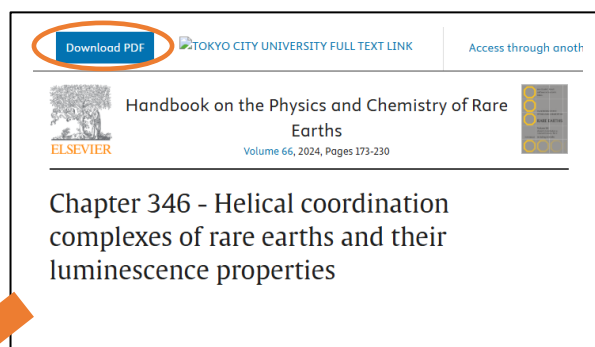 Download PDF
TOKYO CITY UNIVERSITY FULL TEXT LINK
Access through anoth
Handbook on the Physics and Chemistry of Rare
Earths
ELSEVIER
Volume 66, 2024, Pages 173-230
Chapter 346 - Helical coordination
complexes of rare earths and their
luminescence properties